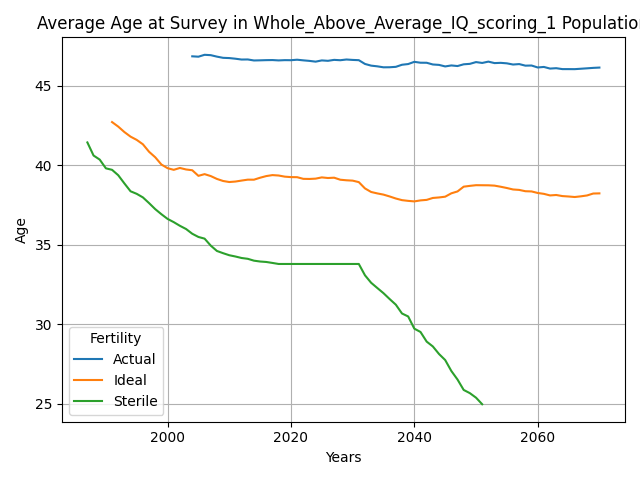 Average Age at Survey in Whole_Above_Average_IQ_scoring_1 Population
Age
45
40
35
30
25
Fertility
Actual
Ideal
Sterile
2000
2020
2040
2060
Years